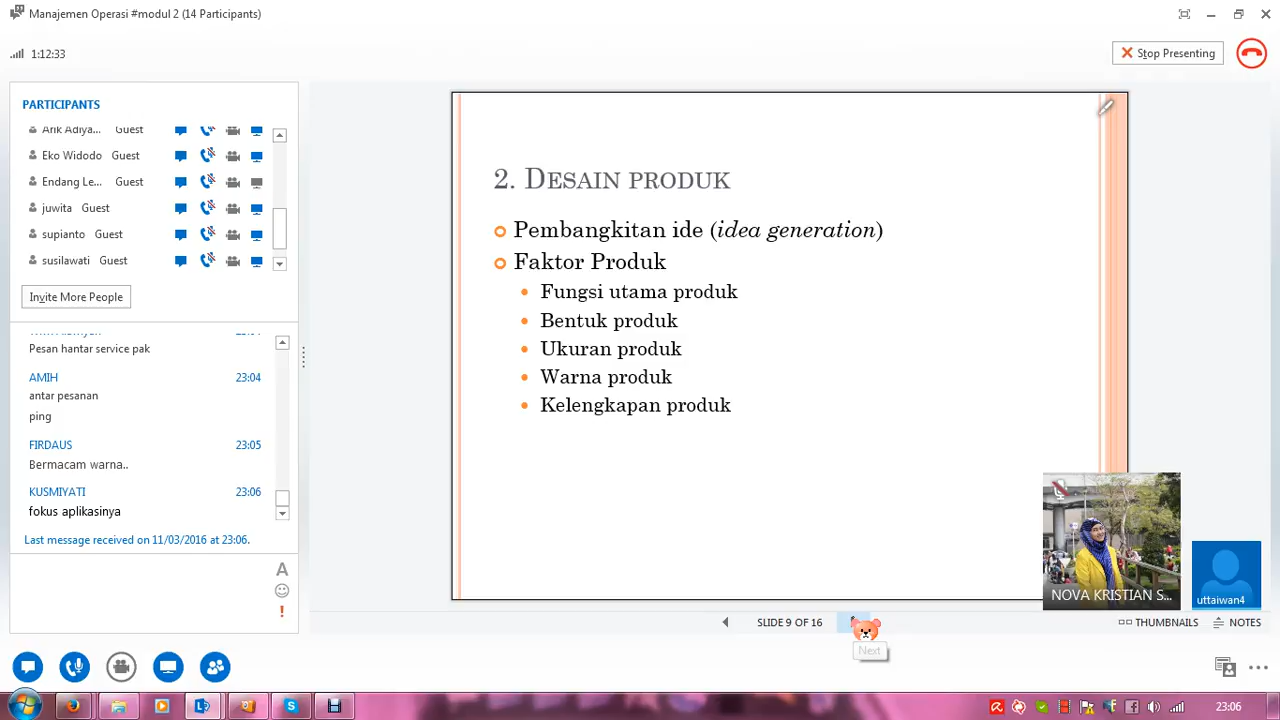 Manajemen Operasi #modul 2 (14 Participants)
1:12:33
Stop Presenting
PARTICIPANTS
Arik Adiya... Guest
Eko Widodo Guest
Endang Le... Guest
juwita Guest
supianto Guest
susilawati Guest
Invite More People
Pesan hantar service pak
AMIH 23:04
antar pesanan
ping
FIRDAUS 23:05
Bermacam warna..
KUSMIYATI 23:06
fokus aplikasinya
Last message received on 11/03/2016 at 23:06.
A
!
2. DESAIN PRODUK
Pembangkitan ide (idea generation)
Faktor Produk
Fungsi utama produk
Bentuk produk
Ukuran produk
Warna produk
Kelengkapan produk
NOVA KRISTIAN S...
uttaiwan4
SLIDE 9 OF 16
THUMBNAILS
NOTES
Next
23:06